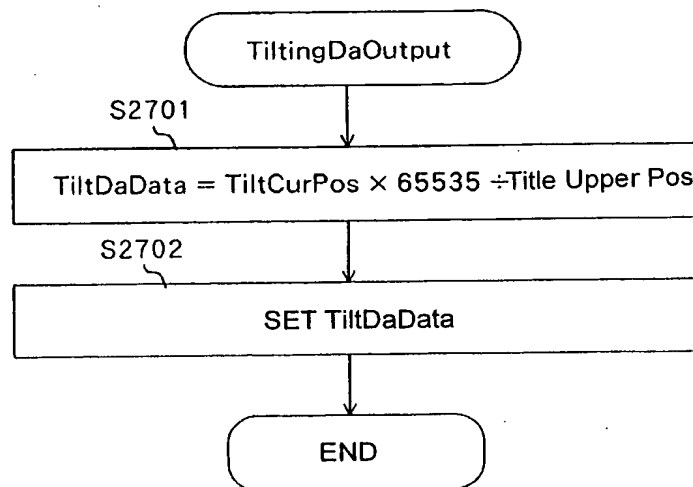 TiltingDaOutput
S2701
TiltDaData = TiltCurPos × 65535 ÷Title Upper Pos
S2702
SET TiltDaData
END